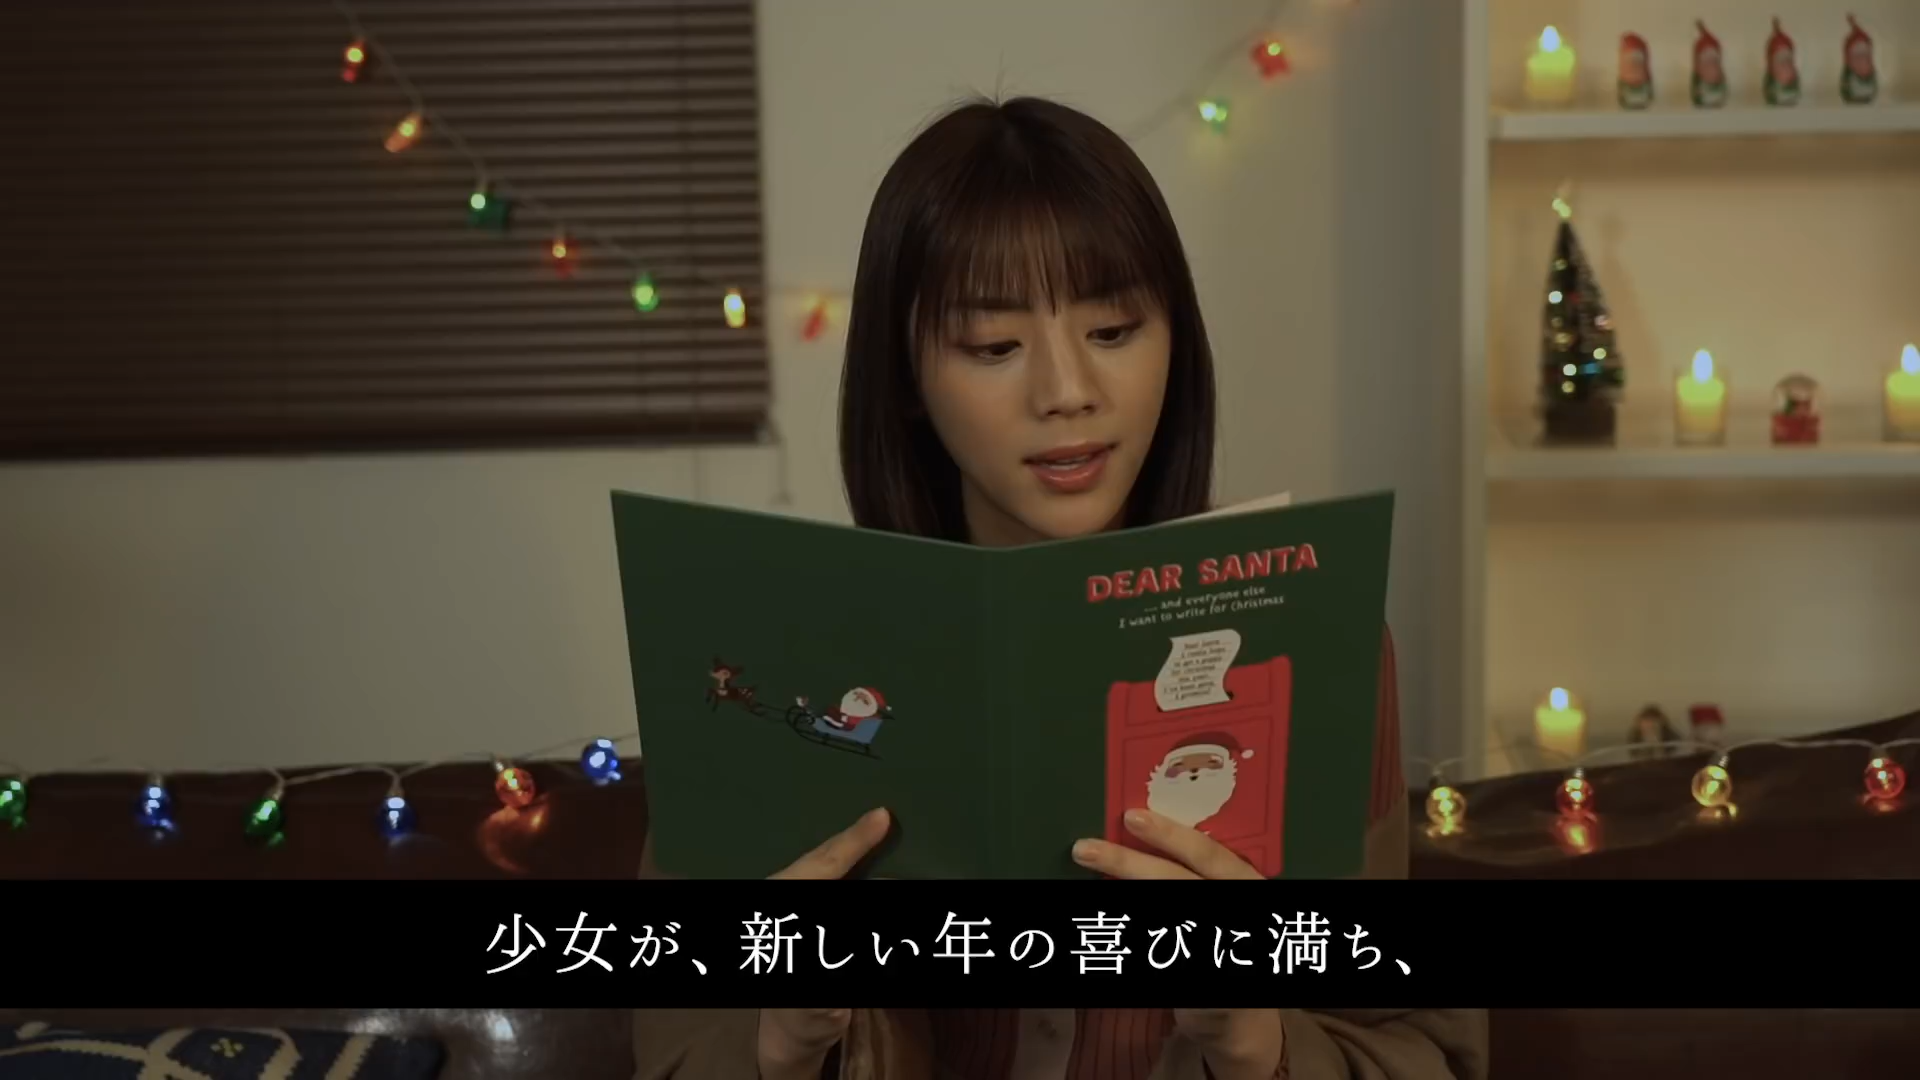 DEAR SANTA
... and everyone else
I want to write for Christmas
少女が、新しい年の喜びに満ち、